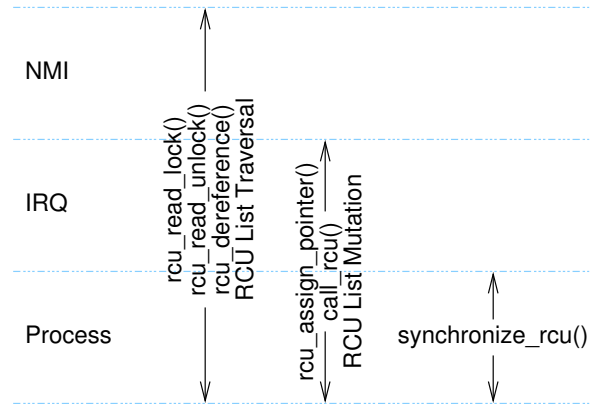 NMI
rcu_read_lock()
rcu_read_unlock()
rcu_dereference()
RCU List Traversal
IRQ
rcu_assign_pointer()
call_rcu()
RCU List Mutation
Process
synchronize_rcu()